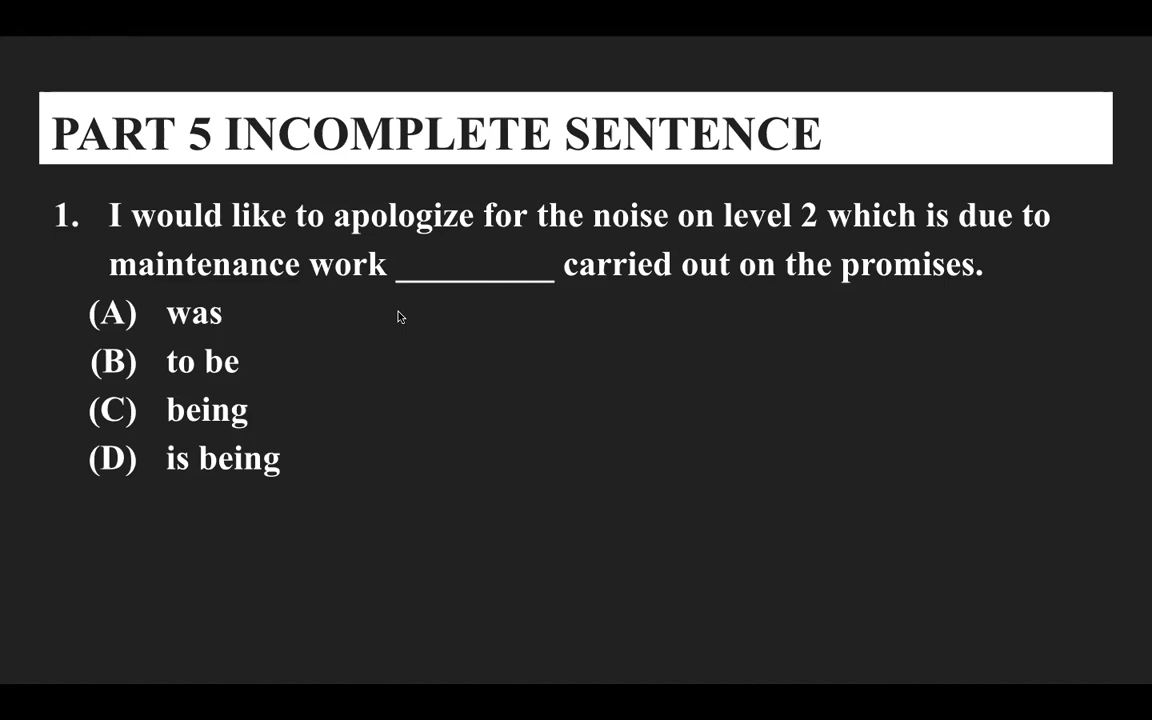 PART 5 INCOMPLETE SENTENCE
1. I would like to apologize for the noise on level 2 which is due to
maintenance work __________ carried out on the promises.
(A) was
(B) to be
(C) being
(D) is being